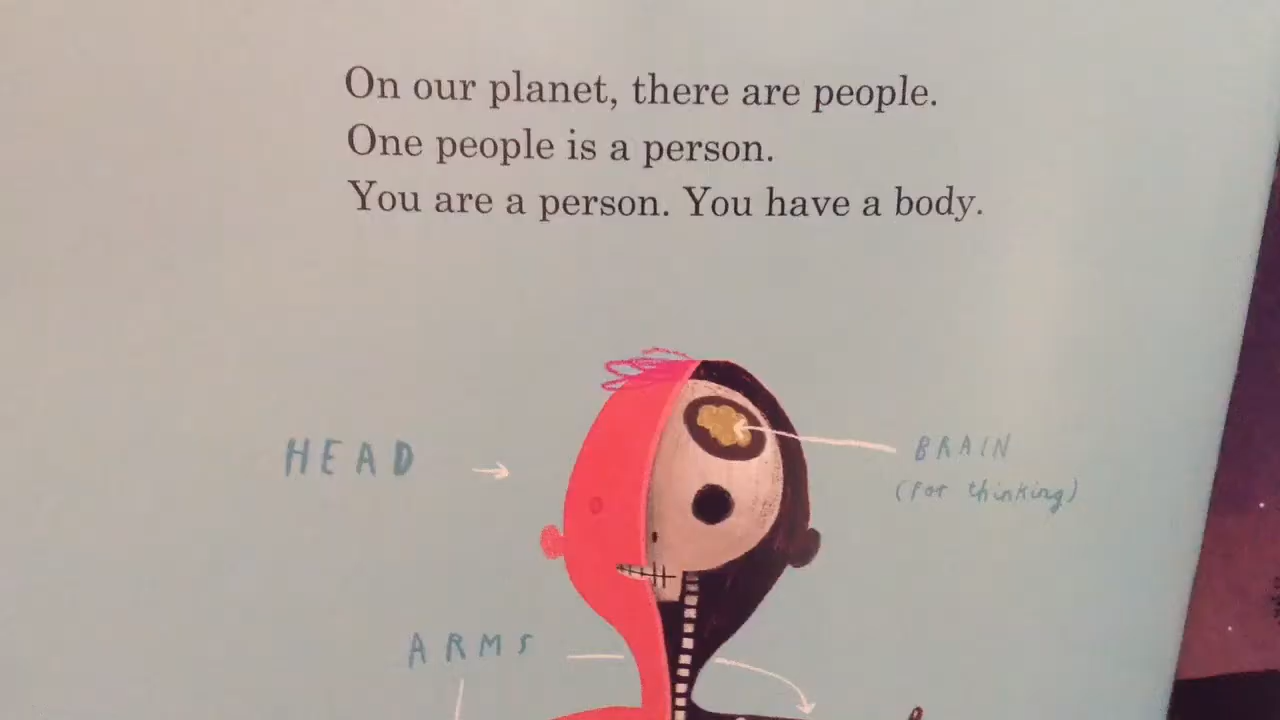 On our planet, there are people.
One people is a person.
You are a person. You have a body.
HEAD
BRAIN
(for thinking)
ARMS